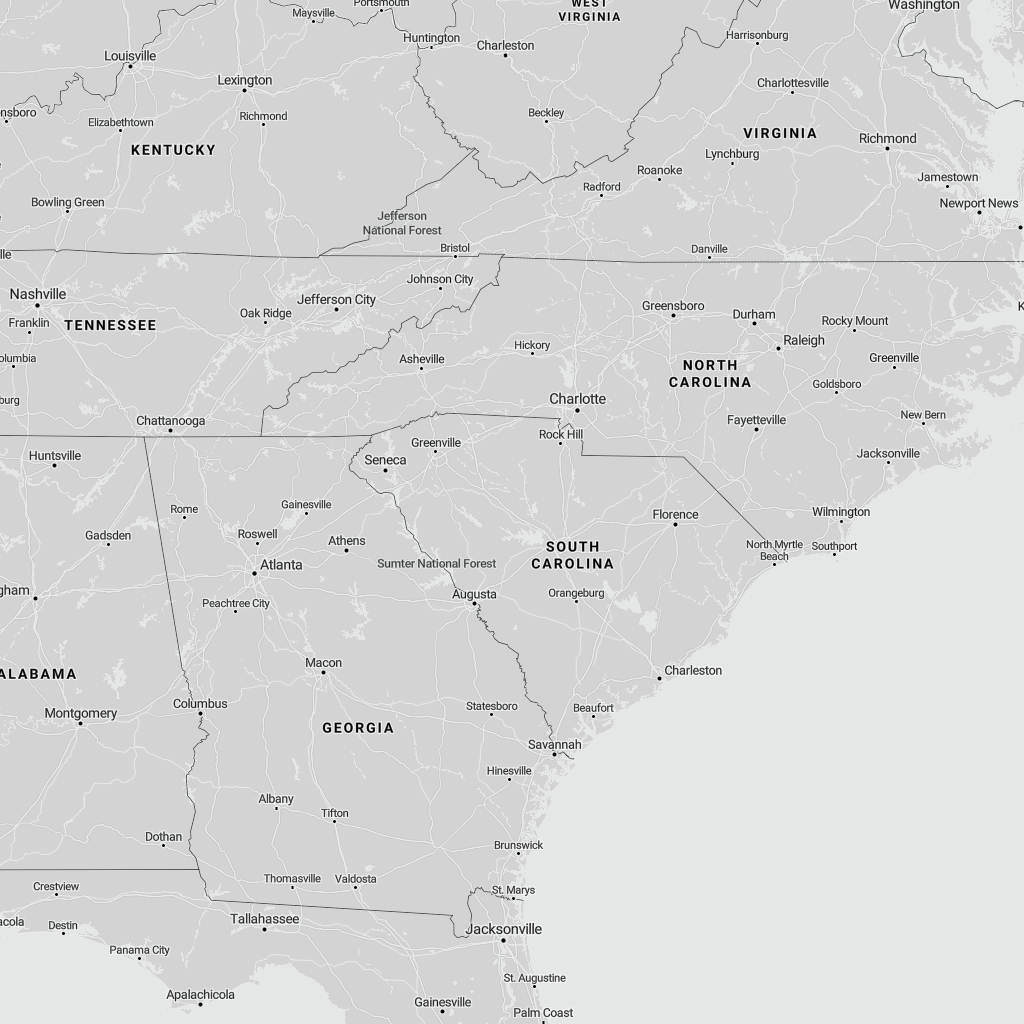 Portsmouth
WEST
VIRGINIA
Washington
Maysville
Huntington
Charleston
Harrisonburg
Louisville
Lexington
Charlottesville
nsboro
Elizabethtown
Richmond
Beckley
VIRGINIA
Richmond
KENTUCKY
Lynchburg
Roanoke
Jamestown
Radford
Bowling Green
Newport News
Jefferson
National Forest
Bristol
Danville
lle
Johnson City
Nashville
Jefferson City
Greensboro
K
Oak Ridge
Durham
Franklin
TENNESSEE
Rocky Mount
Raleigh
Hickory
olumbia
Asheville
Greenville
NORTH
CAROLINA
Goldsboro
burg
Charlotte
Chattanooga
Fayetteville
New Bern
Rock Hill
Greenville
Huntsville
Seneca
Jacksonville
Rome
Gainesville
Florence
Wilmington
Gadsden
Roswell
Athens
SOUTH
CAROLINA
North Myrtle
Beach
Southport
Atlanta
Sumter National Forest
gham
Augusta
Orangeburg
Peachtree City
Macon
Charleston
ALABAMA
Columbus
Statesboro
Beaufort
Montgomery
GEORGIA
Savannah
Hinesville
Albany
Tifton
Dothan
Brunswick
Crestview
Thomasville
Valdosta
St. Marys
acola
Destin
Tallahassee
Jacksonville
Panama City
St. Augustine
Apalachicola
Gainesville
Palm Coast